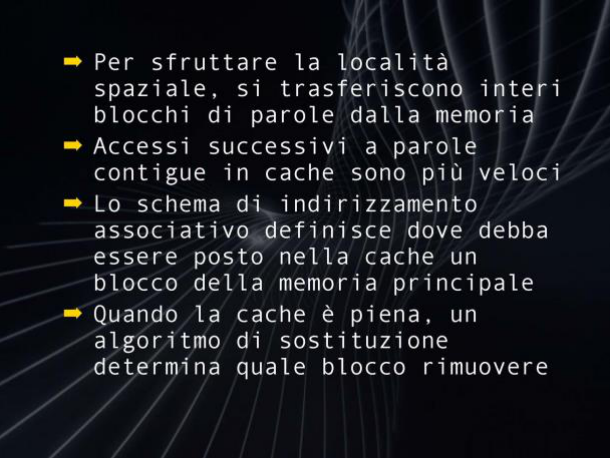 Per sfruttare la località
spaziale, si trasferiscono interi
blocchi di parole dalla memoria
Accessi successivi a parole
contigue in cache sono più veloci
Lo schema di indirizzamento
associativo definisce dove debba
essere posto nella cache un
blocco della memoria principale
Quando la cache è piena, un
algoritmo di sostituzione
determina quale blocco rimuovere